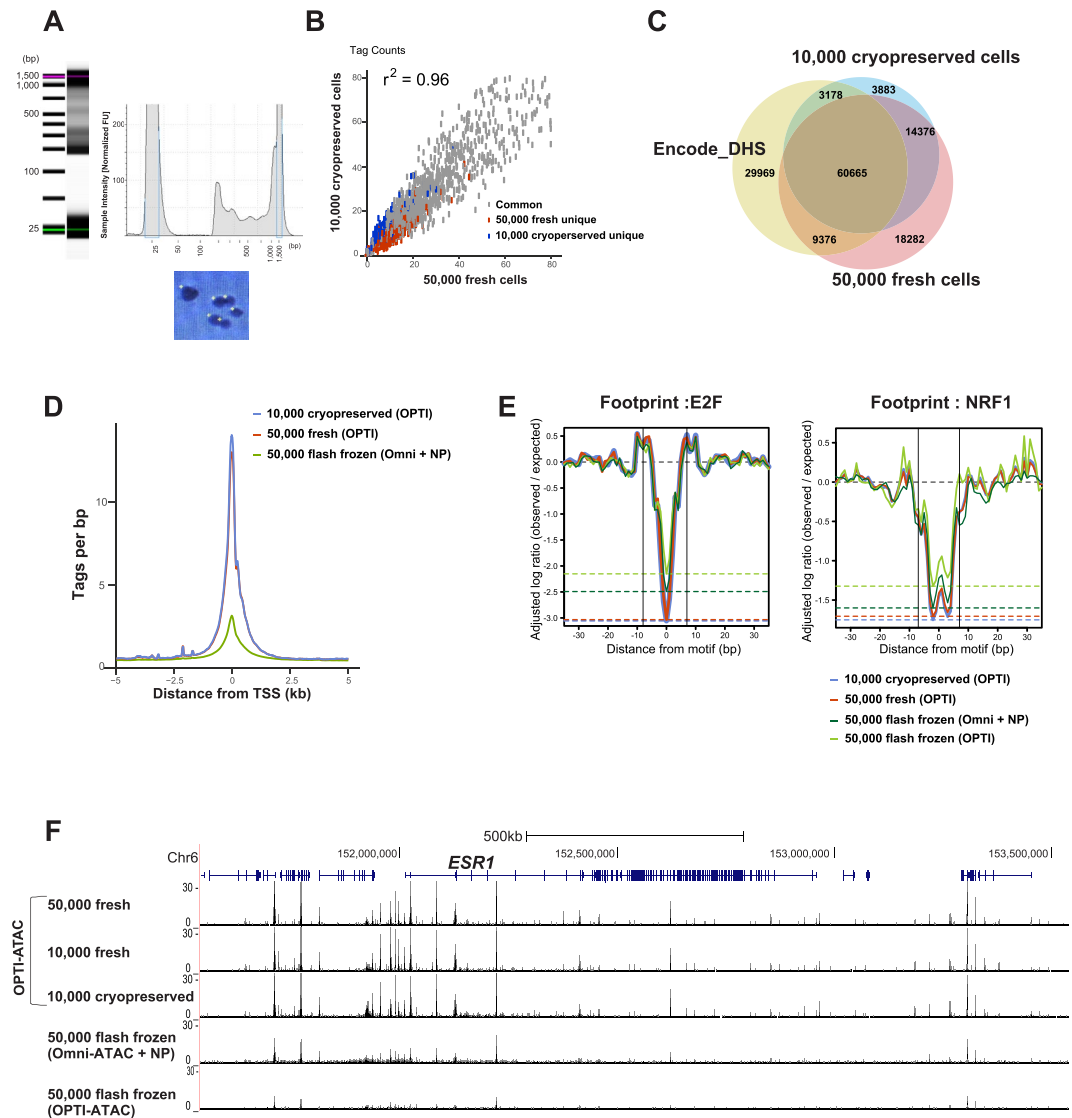 A
(bp)
1,500
1,000
500
100
25
Sample Intensity [Normalized FU]
200
100
25
50
100
500
1,000
1,500
(bp)
B
Tag Counts
r2 = 0.96
10,000 cryopreserved cells
80
60
40
20
0
0
20
40
60
80
50,000 fresh cells
Common
50,000 fresh unique
10,000 cryoperserved unique
C
10,000 cryopreserved cells
3178
3883
14376
Encode_DHS
29969
60665
9376
18282
50,000 fresh cells
D
10,000 cryopreserved (OPTI)
50,000 fresh (OPTI)
50,000 flash frozen (Omni + NP)
Tags per bp
10
5
0
−5
−2.5
0
2.5
5
Distance from TSS (kb)
E
Footprint :E2F
Adjusted log ratio (observed / expected)
0.5
0.0
-0.5
-1.0
-1.5
-2.0
-2.5
-3.0
-30
-20
-10
0
10
20
30
Distance from motif (bp)
Footprint : NRF1
Adjusted log ratio (observed / expected)
0.5
0.0
-0.5
-1.0
-1.5
-30
-20
-10
0
10
20
30
Distance from motif (bp)
10,000 cryopreserved (OPTI)
50,000 fresh (OPTI)
50,000 flash frozen (Omni + NP)
50,000 flash frozen (OPTI)
F
500kb
Chr6
152,000,000
152,500,000
153,000,000
153,500,000
ESR1
OPTI-ATAC
50,000 fresh
30
0
10,000 fresh
30
0
10,000 cryopreserved
30
0
50,000 flash frozen
(Omni-ATAC + NP)
30
0
50,000 flash frozen
(OPTI-ATAC)
30
0